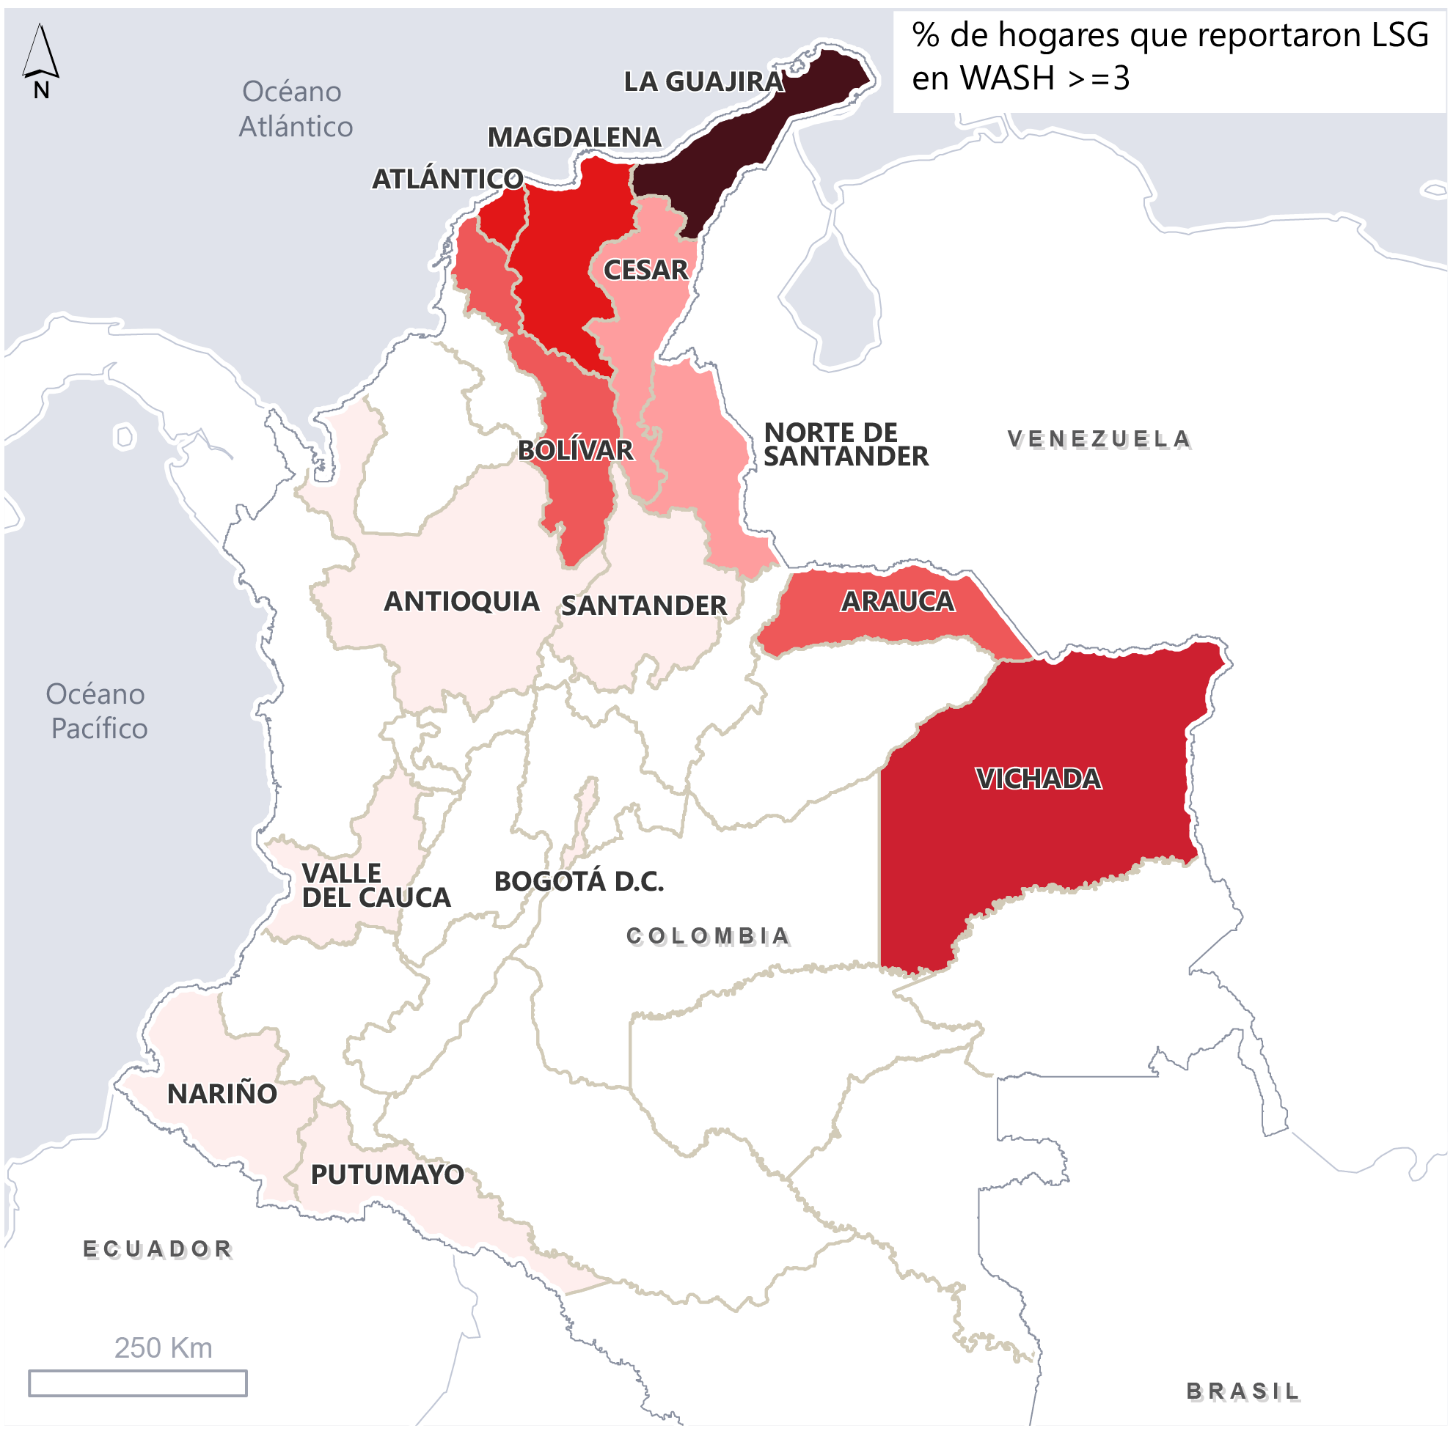 % de hogares que reportaron LSG
en WASH >=3
N
Océano
Atlántico
LA GUAJIRA
MAGDALENA
ATLÁNTICO
CESAR
NORTE DE
SANTANDER
VENEZUELA
BOLÍVAR
ANTIOQUIA
SANTANDER
ARAUCA
Océano
Pacífico
VICHADA
VALLE
DEL CAUCA
BOGOTÁ D.C.
COLOMBIA
NARIÑO
PUTUMAYO
ECUADOR
250 Km
BRASIL